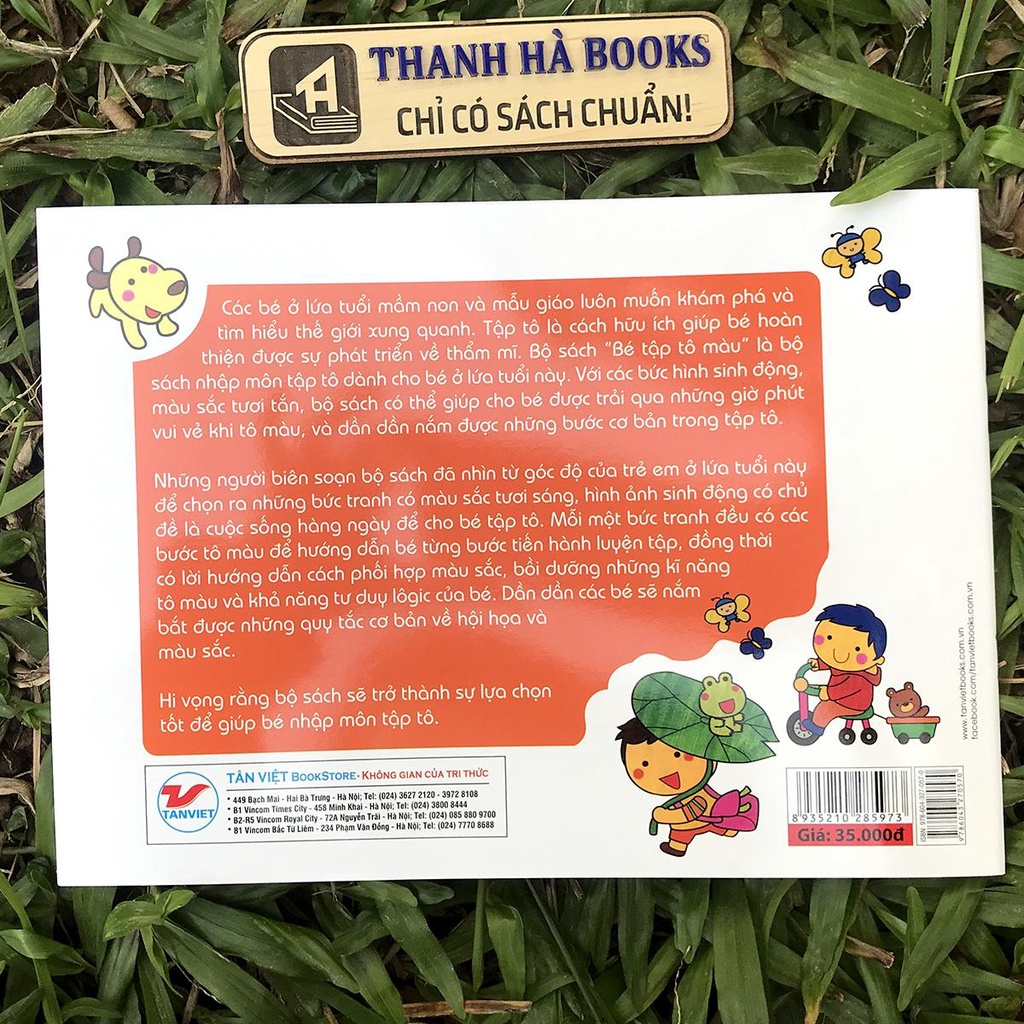 THANH HÀ BOOKS
CHỈ CÓ SÁCH CHUẨN!
Các bé ở lứa tuổi mầm non và mẫu giáo luôn muốn khám phá và
tìm hiểu thế giới xung quanh. Tập tô là cách hữu ích giúp bé hoàn
thiện được sự phát triển về thẩm mĩ. Bộ sách "Bé tập tô màu" là bộ
sách nhập môn tập tô dành cho bé ở lứa tuổi này. Với các bức hình sinh động,
màu sắc tươi tắn, bộ sách có thể giúp cho bé được trải qua những giờ phút
vui vẻ khi tô màu, và dần dần nắm được những bước cơ bản trong tập tô.
Những người biên soạn bộ sách đã nhìn từ góc độ của trẻ em ở lứa tuổi này
để chọn ra những bức tranh có màu sắc tươi sáng, hình ảnh sinh động có chủ
đề là cuộc sống hàng ngày để cho bé tập tô. Mỗi một bức tranh đều có các
bước tô màu để hướng dẫn bé từng bước tiến hành luyện tập, đồng thời
có lời hướng dẫn cách phối hợp màu sắc, bồi dưỡng những kĩ năng
tô màu và khả năng tư duy lôgic của bé. Dần dần các bé sẽ nắm
bắt được những quy tắc cơ bản về hội họa và
màu sắc.
Hi vọng rằng bộ sách sẽ trở thành sự lựa chọn
tốt để giúp bé nhập môn tập tô.
www.tanvietbooks.com.vn
facebook.com/tanvietbooks.com.vn
TANVIET
TÂN VIỆT BOOKSTORE - KHÔNG GIAN CỦA TRI THỨC
* 449 Bạch Mai - Hai Bà Trưng - Hà Nội; Tel: (024) 3627 2120 - 3972 8108
* B1 Vincom Times City - 458 Minh Khai - Hà Nội; Tel: (024) 3800 8444
* B2-R5 Vincom Royal City - 72A Nguyễn Trãi - Hà Nội; Tel: (024) 085 880 9700
* B1 Vincom Bắc Từ Liêm - 234 Phạm Văn Đồng - Hà Nội; Tel: (024) 7770 8688
8 935210 285973
Giá: 35.000đ
ISBN: 978-604-327-057-0
9 786043 270570